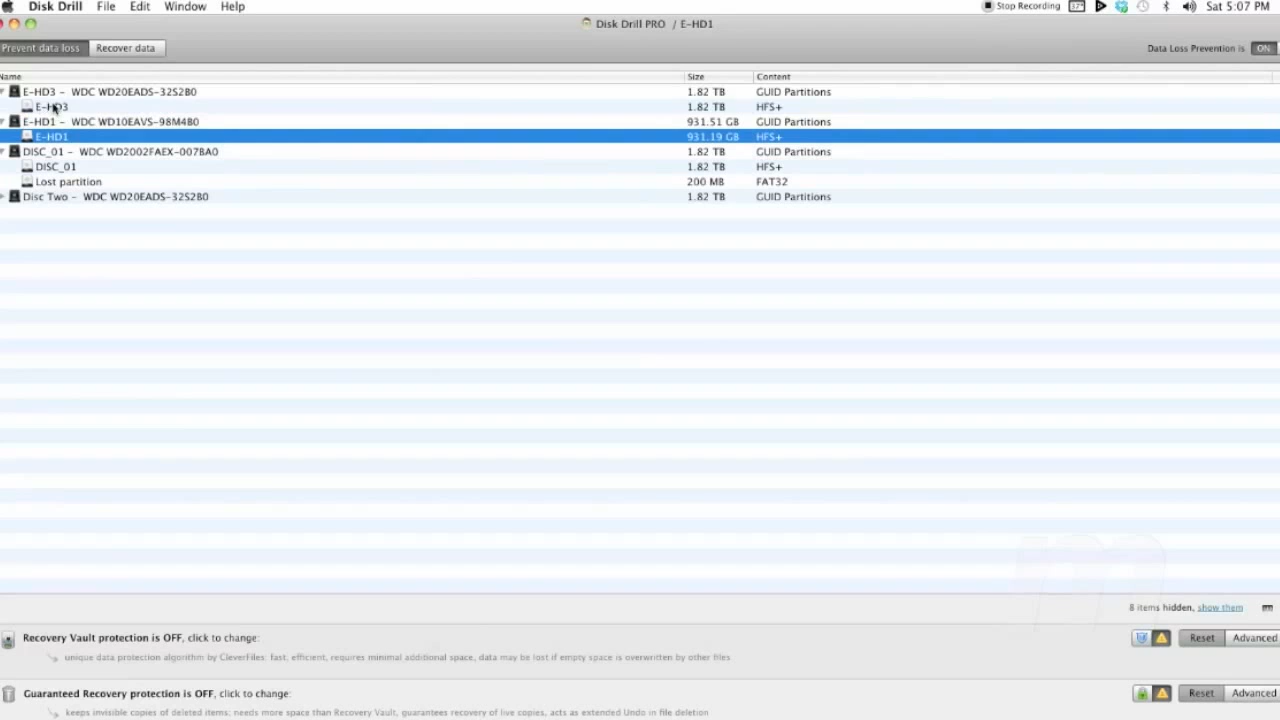 Disk Drill File Edit Window Help Stop Recording Sat 5:07 PM
Disk Drill PRO / E-HD1
Prevent data loss Recover data Data Loss Prevention is ON
Name Size Content
E-HD3 - WDC WD20EADS-32S2B0 1.82 TB GUID Partitions
E-HD3 1.82 TB HFS+
E-HD1 - WDC WD10EAVS-98M4B0 931.51 GB GUID Partitions
E-HD1 931.19 GB HFS+
DISC_01 - WDC WD2002FAEX-007BA0 1.82 TB GUID Partitions
DISC_01 1.82 TB HFS+
Lost partition 200 MB FAT32
Disc Two - WDC WD20EADS-32S2B0 1.82 TB GUID Partitions
8 items hidden, show them
Recovery Vault protection is OFF, click to change: Reset Advanced
unique data protection algorithm by CleverFiles: fast, efficient, requires minimal additional space, data may be lost if empty space is overwritten by other files
Guaranteed Recovery protection is OFF, click to change: Reset Advanced
keeps invisible copies of deleted items: needs more space than Recovery Vault, guarantees recovery of live copies, acts as extended Undo in file deletion